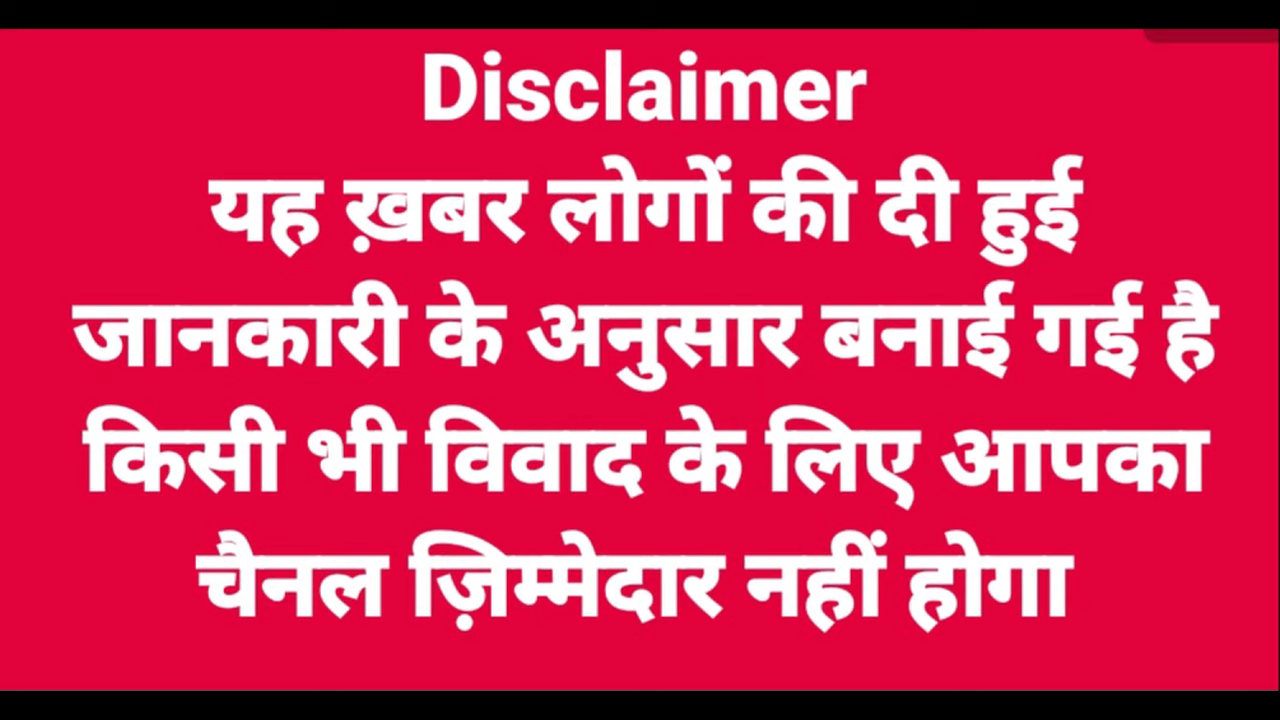 Disclaimer
यह ख़बर लोगों की दी हुई
जानकारी के अनुसार बनाई गई है
किसी भी विवाद के लिए आपका
चैनल ज़िम्मेदार नहीं होगा